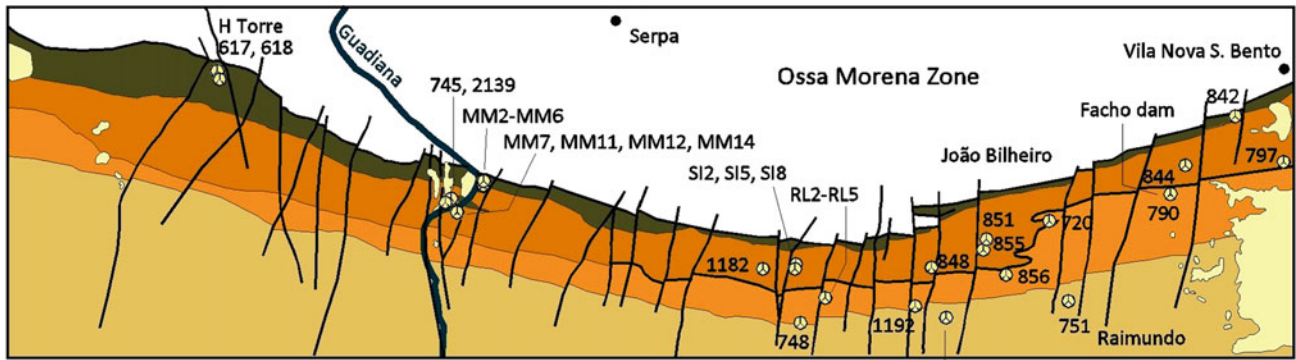 H Torre
617, 618
Guadiana
Serpa
Ossa Morena Zone
Vila Nova S. Bento
745, 2139
MM2-MM6
MM7, MM11, MM12, MM14
SI2, SI5, SI8
RL2-RL5
João Bilheiro
Facho dam
842
797
844
790
851
855
720
848
856
1182
748
1192
751
Raimundo